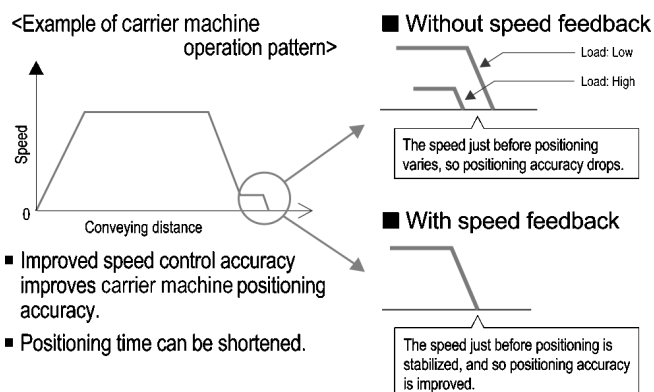 <Example of carrier machine
operation pattern>
Speed
0
Conveying distance
■ Improved speed control accuracy
improves carrier machine positioning
accuracy.
■ Positioning time can be shortened.
■ Without speed feedback
Load: Low
Load: High
The speed just before positioning
varies, so positioning accuracy drops.
■ With speed feedback
The speed just before positioning is
stabilized, and so positioning accuracy
is improved.